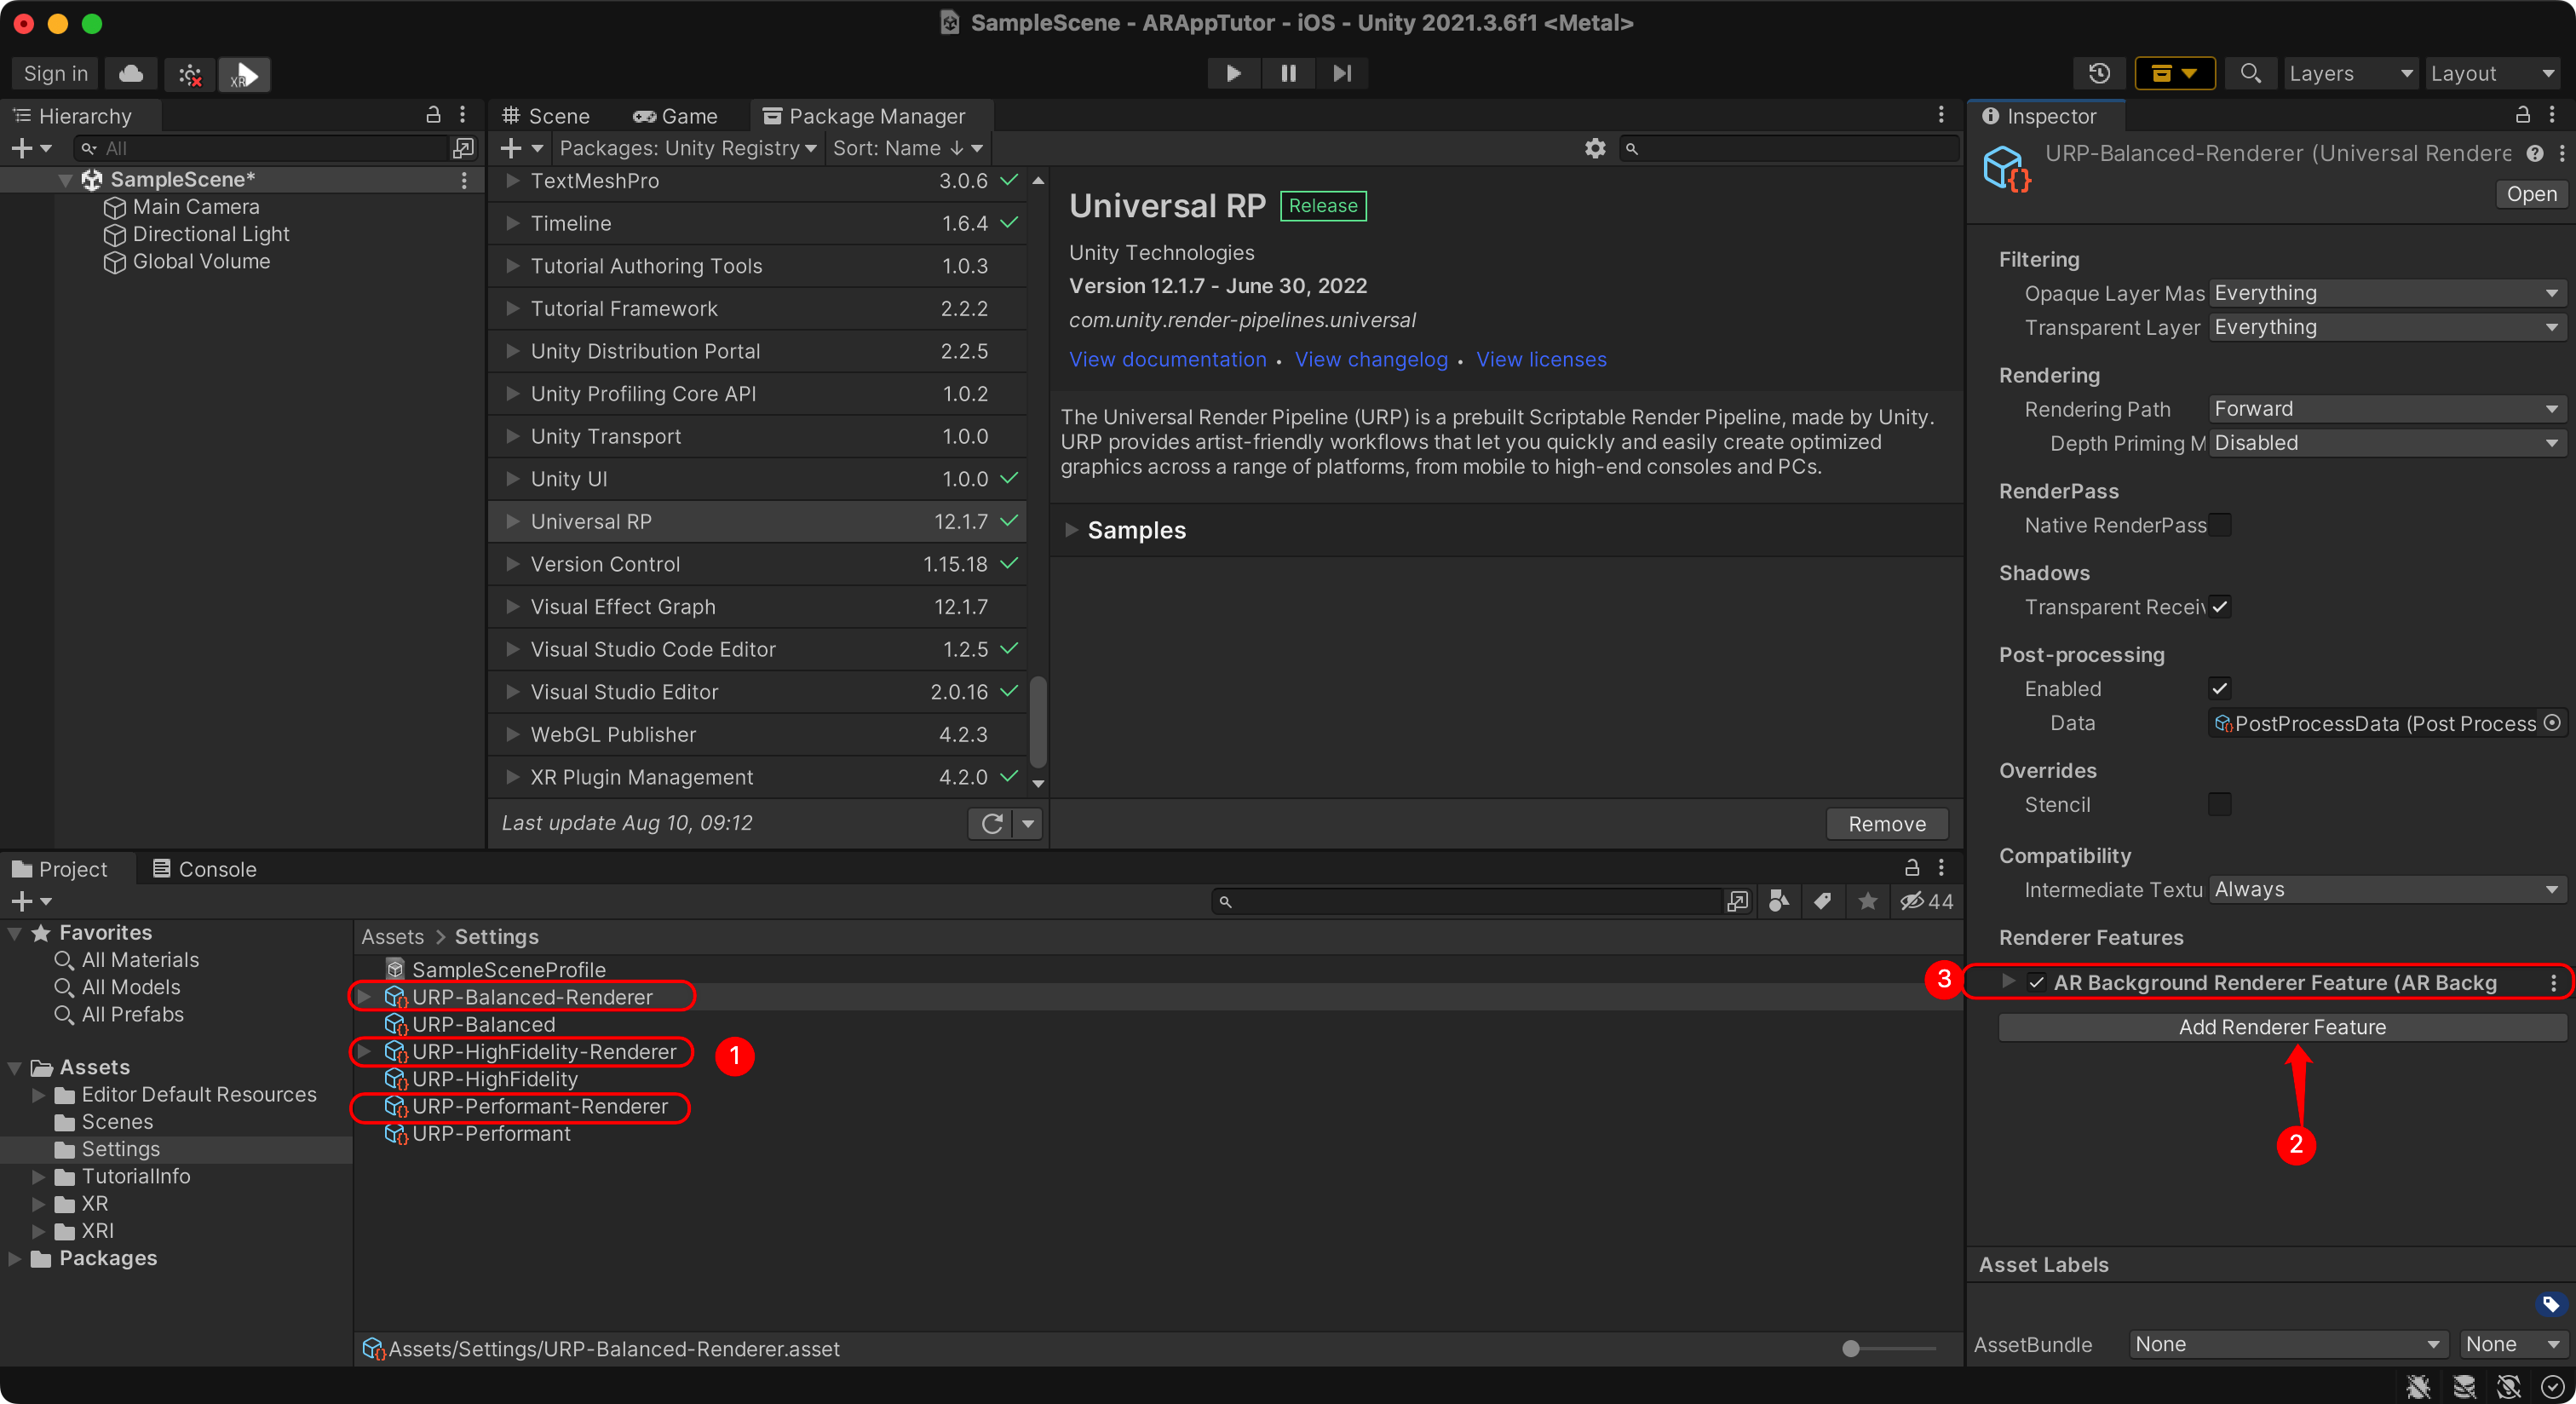 SampleScene - ARAppTutor - iOS - Unity 2021.3.6f1 <Metal>
Sign in
XR
Layers
Layout
Hierarchy
All
SampleScene*
Main Camera
Directional Light
Global Volume
Scene
Game
Package Manager
Packages: Unity Registry
Sort: Name ↓
TextMeshPro 3.0.6
Timeline 1.6.4
Tutorial Authoring Tools 1.0.3
Tutorial Framework 2.2.2
Unity Distribution Portal 2.2.5
Unity Profiling Core API 1.0.2
Unity Transport 1.0.0
Unity UI 1.0.0
Universal RP 12.1.7
Version Control 1.15.18
Visual Effect Graph 12.1.7
Visual Studio Code Editor 1.2.5
Visual Studio Editor 2.0.16
WebGL Publisher 4.2.3
XR Plugin Management 4.2.0
Last update Aug 10, 09:12
Universal RP Release
Unity Technologies
Version 12.1.7 - June 30, 2022
com.unity.render-pipelines.universal
View documentation • View changelog • View licenses
The Universal Render Pipeline (URP) is a prebuilt Scriptable Render Pipeline, made by Unity.
URP provides artist-friendly workflows that let you quickly and easily create optimized
graphics across a range of platforms, from mobile to high-end consoles and PCs.
Samples
Remove
Project
Console
44
Favorites
All Materials
All Models
All Prefabs
Assets
Editor Default Resources
Scenes
Settings
TutorialInfo
XR
XRI
Packages
Assets > Settings
SampleSceneProfile
URP-Balanced-Renderer
URP-Balanced
URP-HighFidelity-Renderer
1
URP-HighFidelity
URP-Performant-Renderer
URP-Performant
Assets/Settings/URP-Balanced-Renderer.asset
Inspector
URP-Balanced-Renderer (Universal Rendere
Open
Filtering
Opaque Layer Mas Everything
Transparent Layer Everything
Rendering
Rendering Path Forward
Depth Priming M Disabled
RenderPass
Native RenderPass
Shadows
Transparent Receiv
Post-processing
Enabled
Data PostProcessData (Post Process
Overrides
Stencil
Compatibility
Intermediate Textu Always
Renderer Features
3
AR Background Renderer Feature (AR Backg
Add Renderer Feature
2
Asset Labels
AssetBundle None None